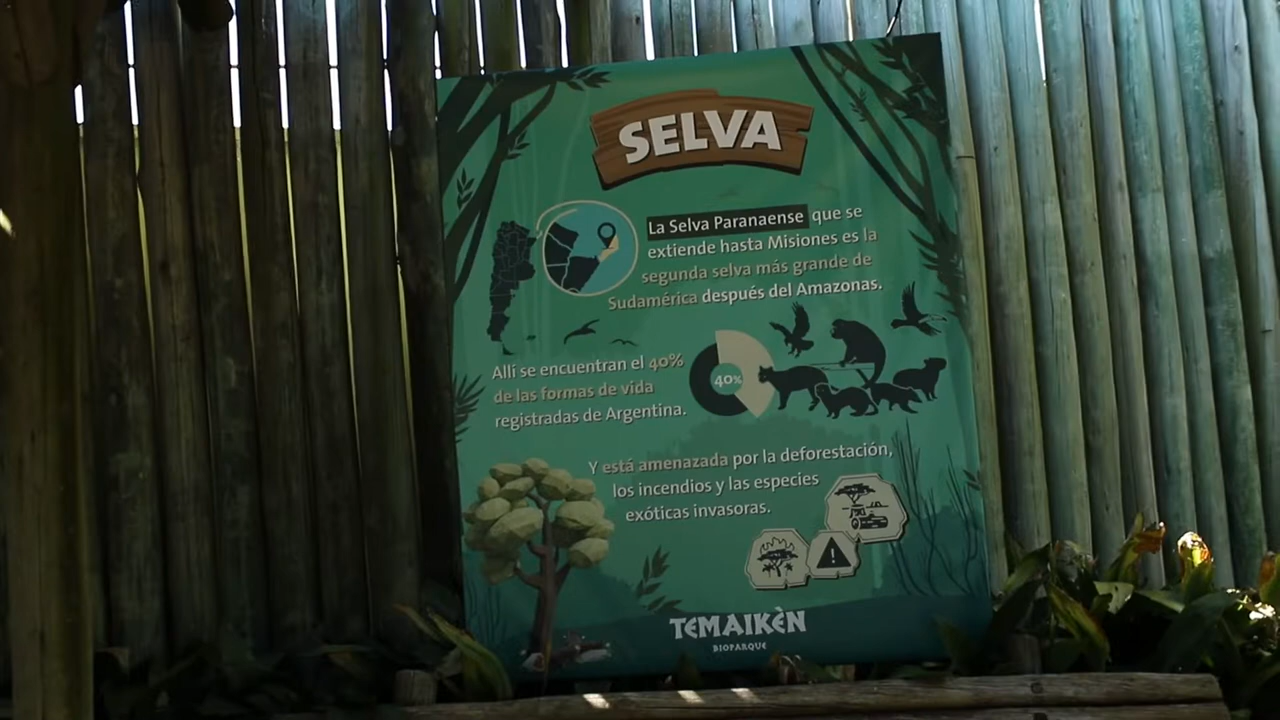 SELVA
La Selva Paranaense que se
extiende hasta Misiones es la
segunda selva más grande de
Sudamérica después del Amazonas.
Allí se encuentran el 40%
de las formas de vida
registradas de Argentina.
40%
Y está amenazada por la deforestación,
los incendios y las especies
exóticas invasoras.
TEMAIKÈN
BIOPARQUE